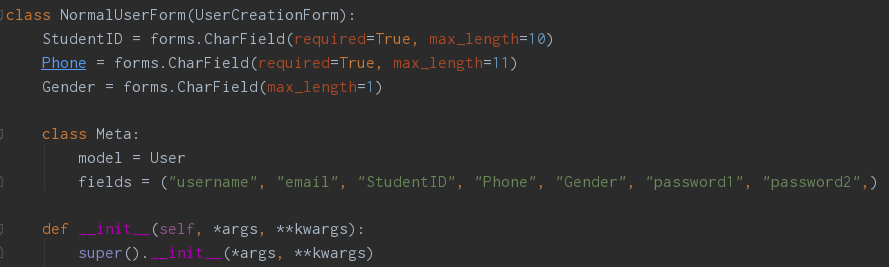 class NormalUserForm(UserCreationForm):
    StudentID = forms.CharField(required=True, max_length=10)
    Phone = forms.CharField(required=True, max_length=11)
    Gender = forms.CharField(max_length=1)

    class Meta:
        model = User
        fields = ("username", "email", "StudentID", "Phone", "Gender", "password1", "password2",)

    def __init__(self, *args, **kwargs):
        super().__init__(*args, **kwargs)